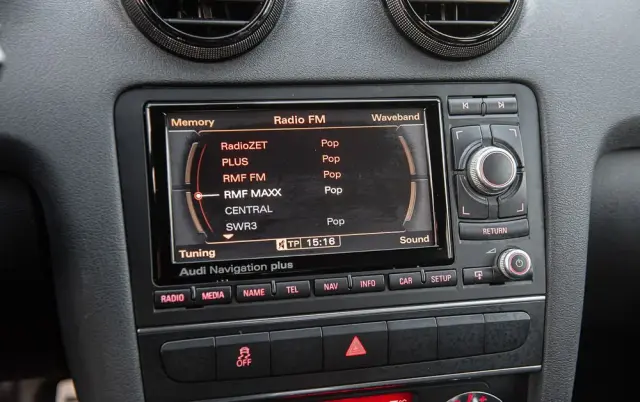 Memory Radio FM Waveband
RadioZET Pop
PLUS Pop
RMF FM Pop
RMF MAXX Pop
CENTRAL
SWR3 Pop
TP 15:16
Tuning Sound
Audi Navigation plus
RETURN
RADIO MEDIA NAME TEL NAV INFO CAR SETUP
OFF